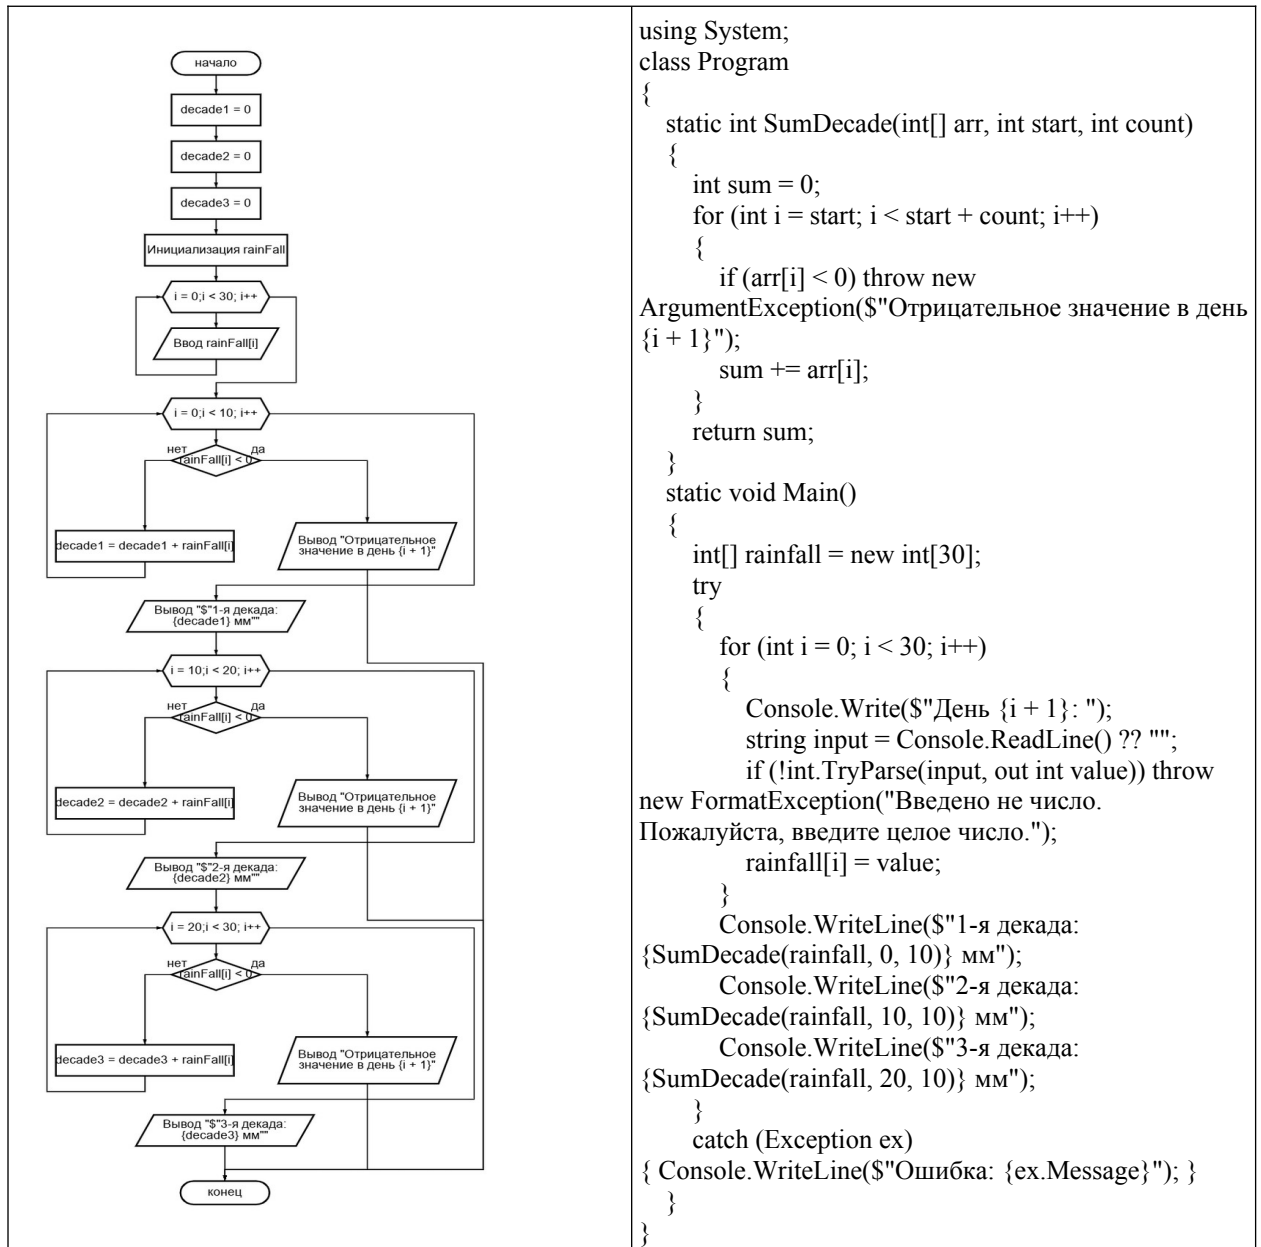 начало
decade1 = 0
decade2 = 0
decade3 = 0
Инициализация rainFall
i = 0;i < 30; i++
Ввод rainFall[i]
i = 0;i < 10; i++
нет
да
rainFall[i] < 0
decade1 = decade1 + rainFall[i]
Вывод "Отрицательное
значение в день {i + 1}"
Вывод "$"1-я декада:
{decade1} мм""
i = 10;i < 20; i++
нет
да
rainFall[i] < 0
decade2 = decade2 + rainFall[i]
Вывод "Отрицательное
значение в день {i + 1}"
Вывод "$"2-я декада:
{decade2} мм""
i = 20;i < 30; i++
нет
да
rainFall[i] < 0
decade3 = decade3 + rainFall[i]
Вывод "Отрицательное
значение в день {i + 1}"
Вывод "$"3-я декада:
{decade3} мм""
конец
using System;
class Program
{
static int SumDecade(int[] arr, int start, int count)
{
int sum = 0;
for (int i = start; i < start + count; i++)
{
if (arr[i] < 0) throw new
ArgumentException($"Отрицательное значение в день
{i + 1}");
sum += arr[i];
}
return sum;
}
static void Main()
{
int[] rainfall = new int[30];
try
{
for (int i = 0; i < 30; i++)
{
Console.Write($"День {i + 1}: ");
string input = Console.ReadLine() ?? "";
if (!int.TryParse(input, out int value)) throw
new FormatException("Введено не число.
Пожалуйста, введите целое число.");
rainfall[i] = value;
}
Console.WriteLine($"1-я декада:
{SumDecade(rainfall, 0, 10)} мм");
Console.WriteLine($"2-я декада:
{SumDecade(rainfall, 10, 10)} мм");
Console.WriteLine($"3-я декада:
{SumDecade(rainfall, 20, 10)} мм");
}
catch (Exception ex)
{ Console.WriteLine($"Ошибка: {ex.Message}"); }
}
}